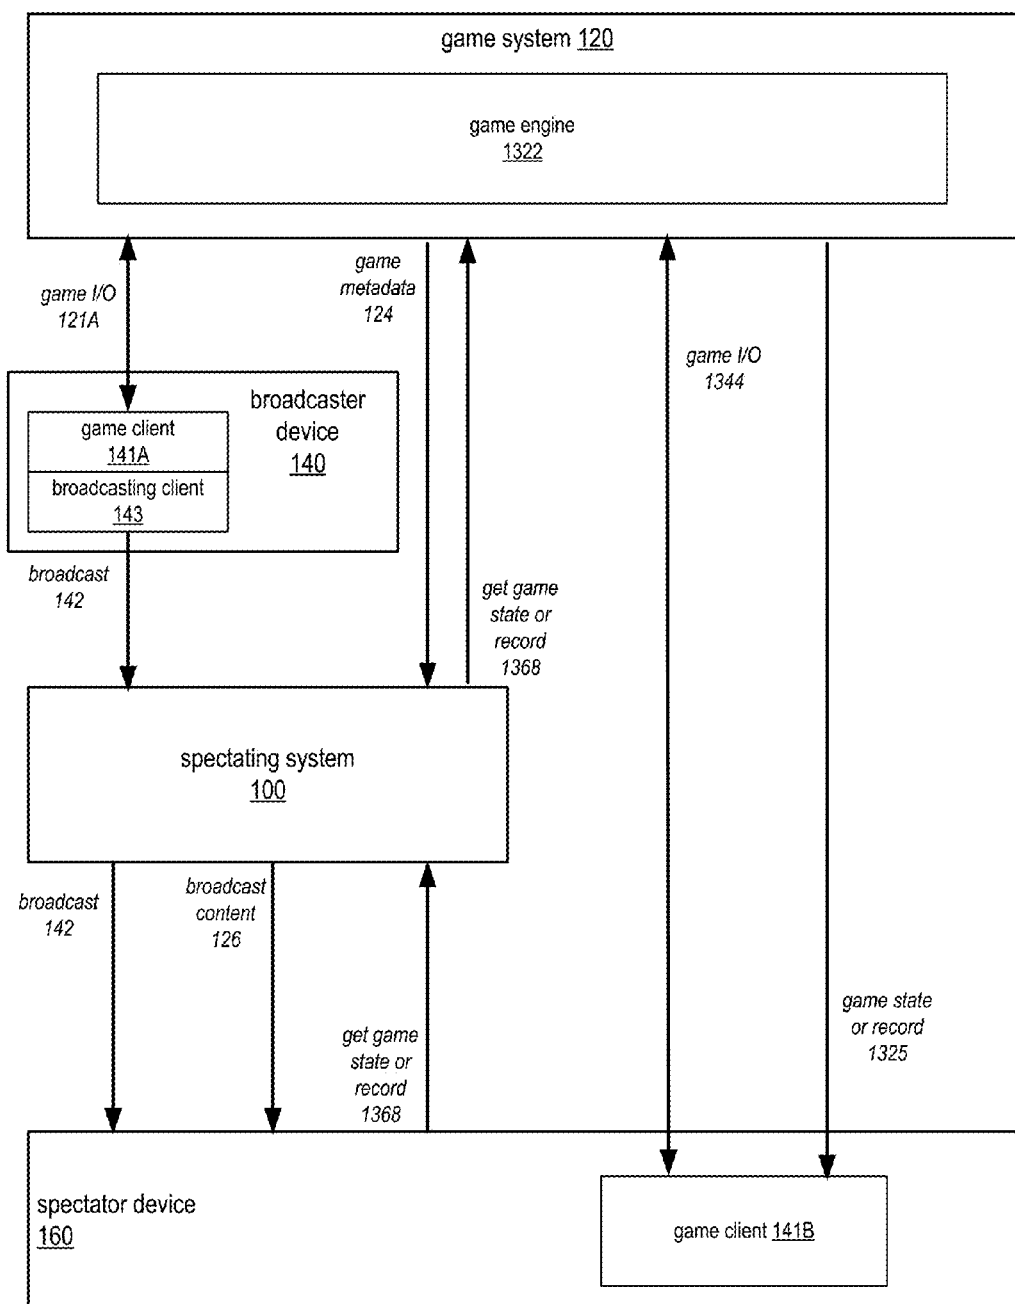 game system 120
game engine
1322
game I/O
121A
game
metadata
124
game I/O
1344
broadcaster
device
140
game client
141A
broadcasting client
143
broadcast
142
get game
state or
record
1368
spectating system
100
broadcast
142
broadcast
content
126
get game
state or
record
1368
game state
or record
1325
spectator device
160
game client 141B